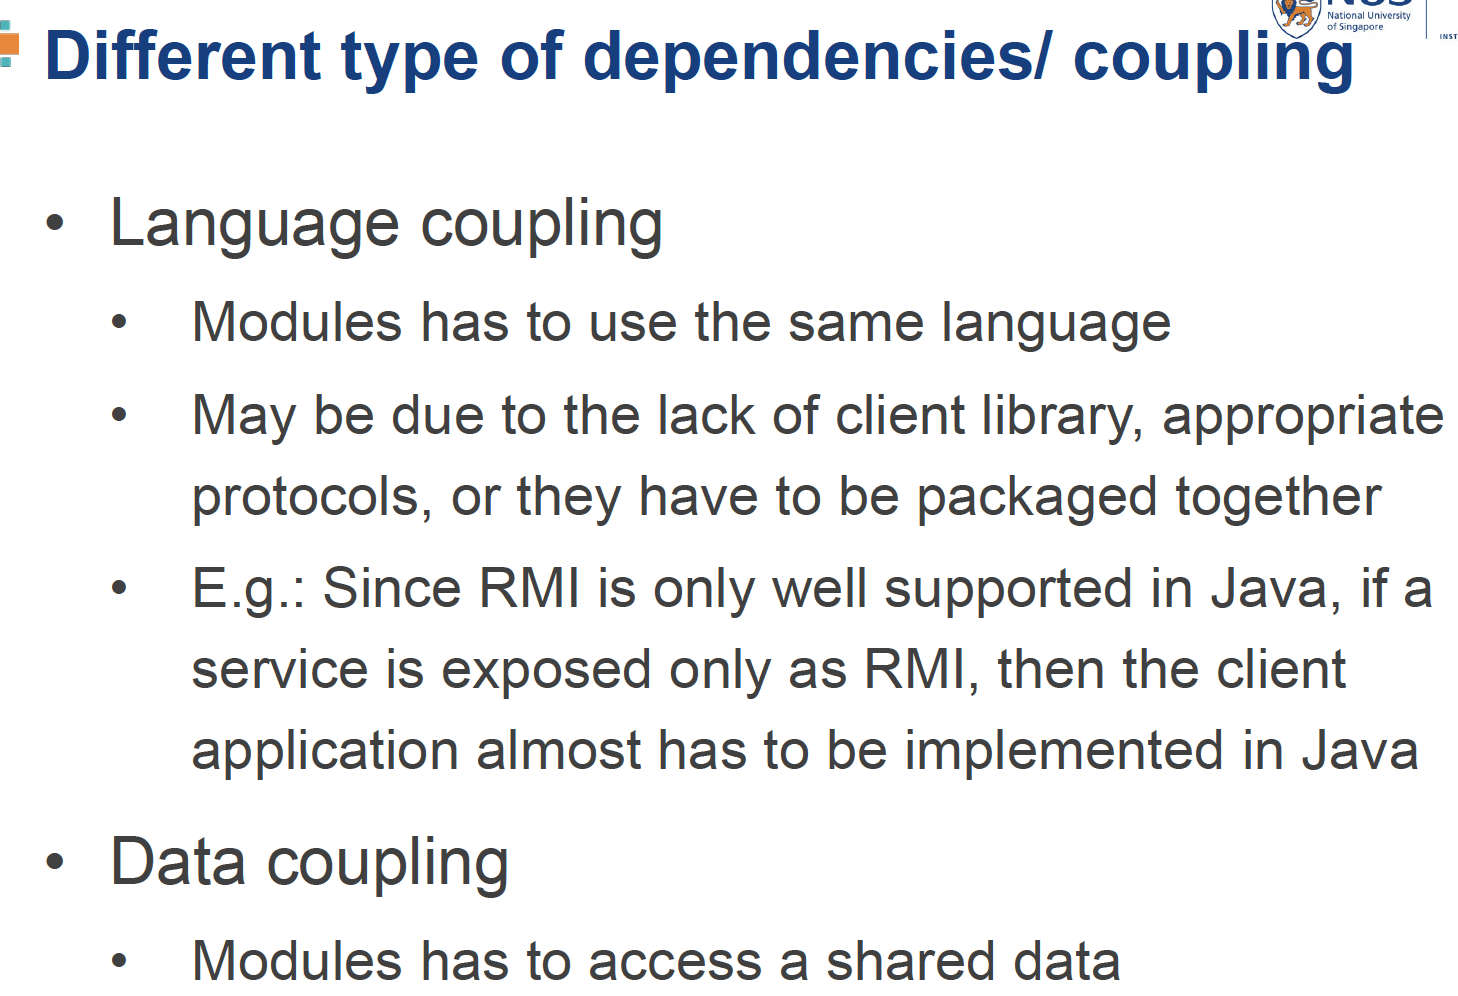 NUS
National University
of Singapore
INST
Different type of dependencies/ coupling
• Language coupling
• Modules has to use the same language
• May be due to the lack of client library, appropriate
protocols, or they have to be packaged together
• E.g.: Since RMI is only well supported in Java, if a
service is exposed only as RMI, then the client
application almost has to be implemented in Java
• Data coupling
• Modules has to access a shared data